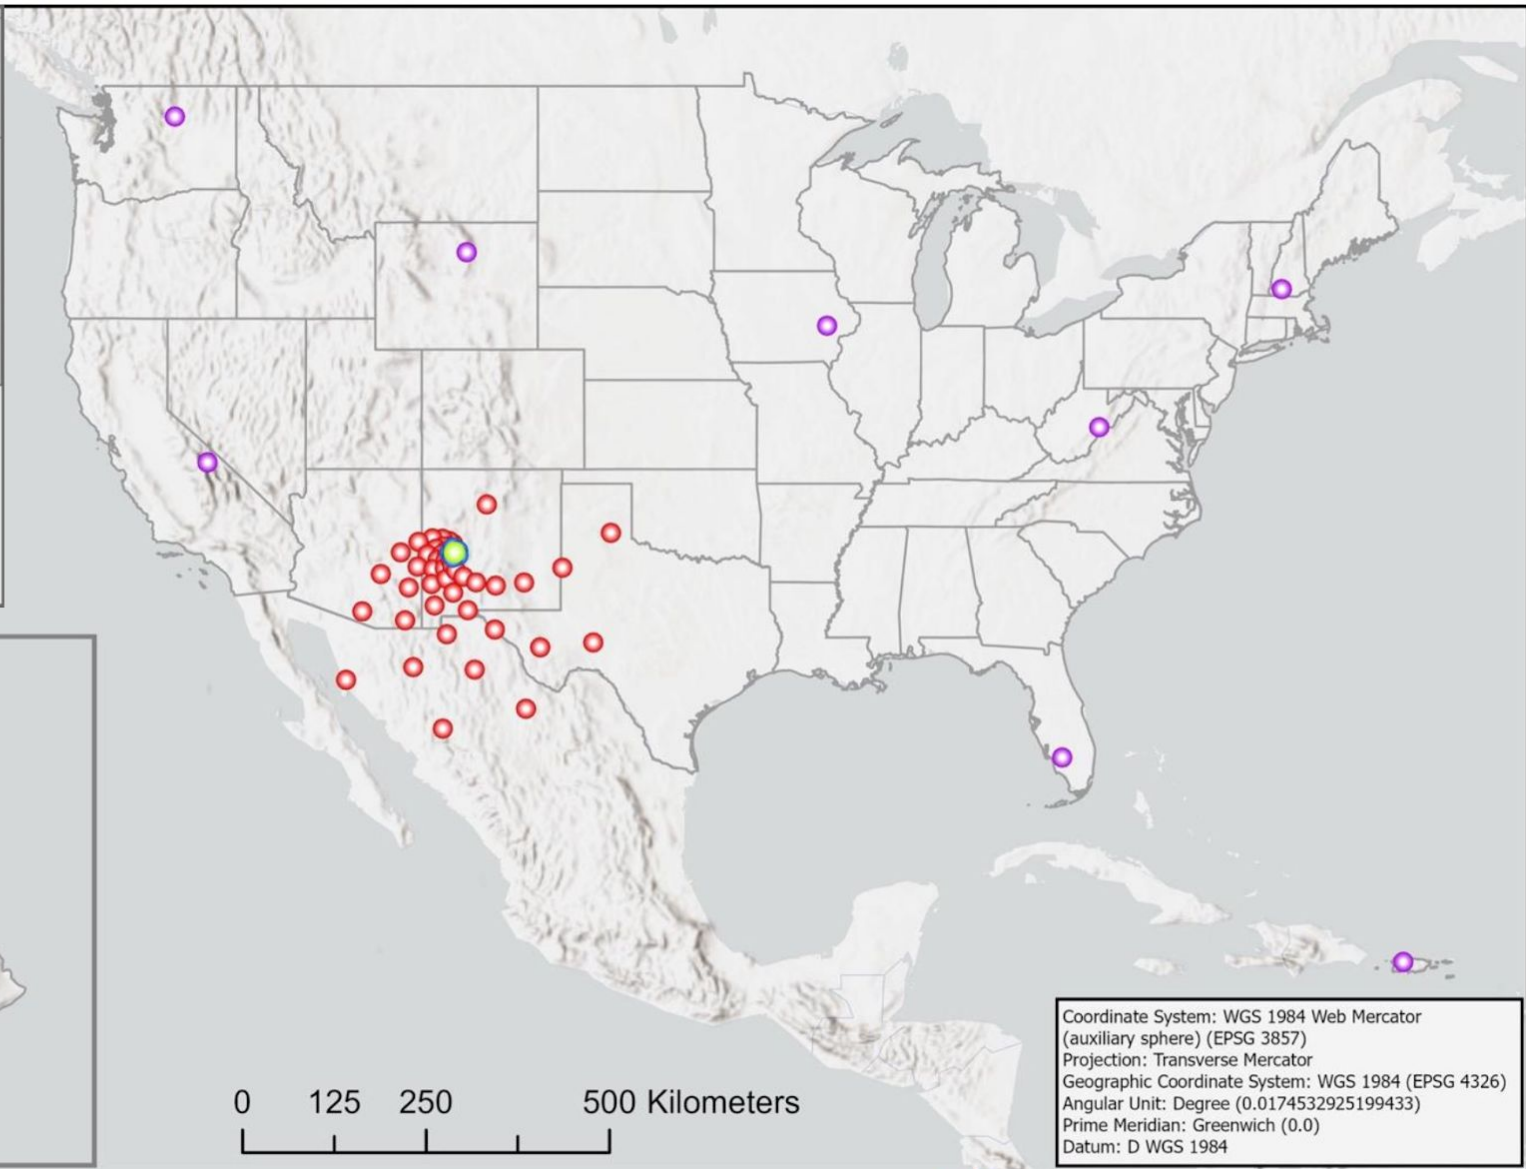 0 125 250 500 Kilometers
Coordinate System: WGS 1984 Web Mercator
(auxiliary sphere) (EPSG 3857)
Projection: Transverse Mercator
Geographic Coordinate System: WGS 1984 (EPSG 4326)
Angular Unit: Degree (0.0174532925199433)
Prime Meridian: Greenwich (0.0)
Datum: D WGS 1984